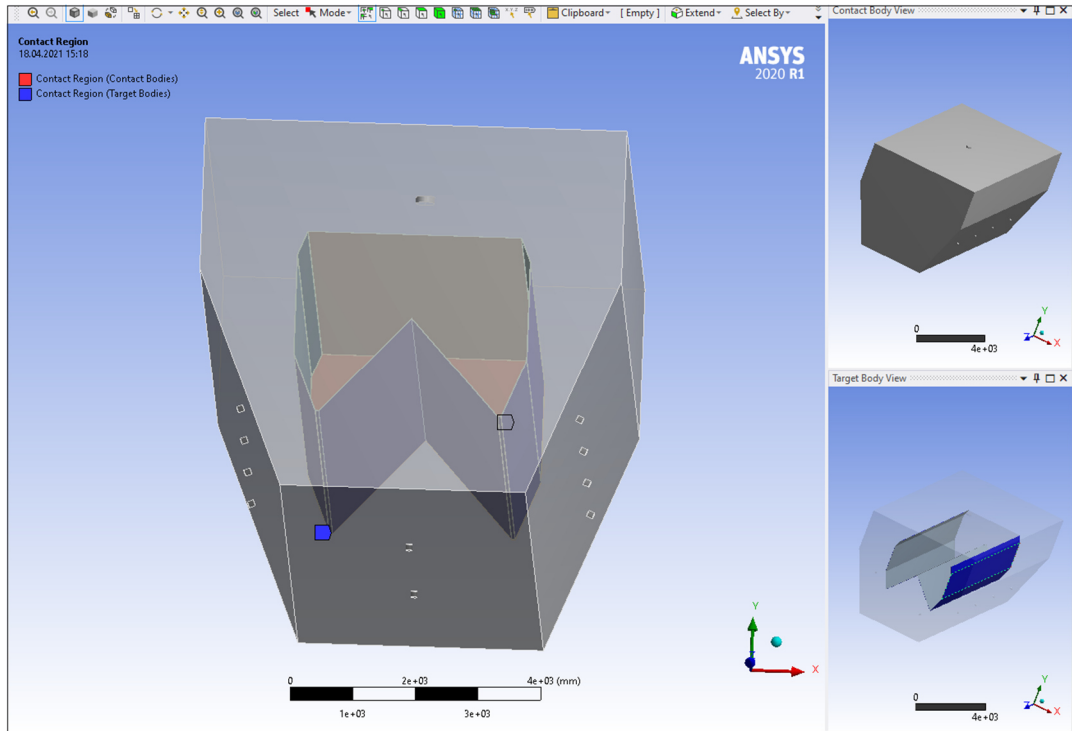 Select Mode Clipboard [ Empty ] Extend Select By
Contact Region
18.04.2021 15:18
Contact Region (Contact Bodies)
Contact Region (Target Bodies)
ANSYS
2020 R1
0 2e+03 4e+03 (mm)
1e+03 3e+03
Y
X
Contact Body View
0
4e+03
Y
Z
X
Target Body View
0
4e+03
Y
Z
X